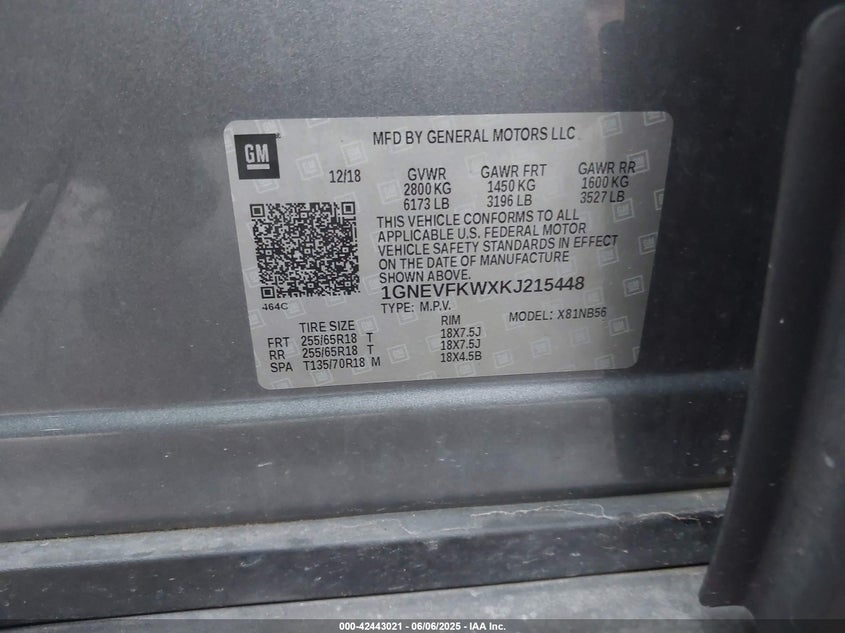 GM
MFD BY GENERAL MOTORS LLC
12/18
GVWR GAWR FRT GAWR RR
2800 KG 1450 KG 1600 KG
6173 LB 3196 LB 3527 LB
THIS VEHICLE CONFORMS TO ALL
APPLICABLE U.S. FEDERAL MOTOR
VEHICLE SAFETY STANDARDS IN EFFECT
ON THE DATE OF MANUFACTURE
SHOWN ABOVE.
464C
1GNEVFKWXKJ215448
TYPE: M.P.V.
MODEL: X81NB56
TIRE SIZE RIM
FRT 255/65R18 T 18X7.5J
RR 255/65R18 T 18X7.5J
SPA T135/70R18 M 18X4.5B
000-42443021 - 06/06/2025 - © IAA Inc.